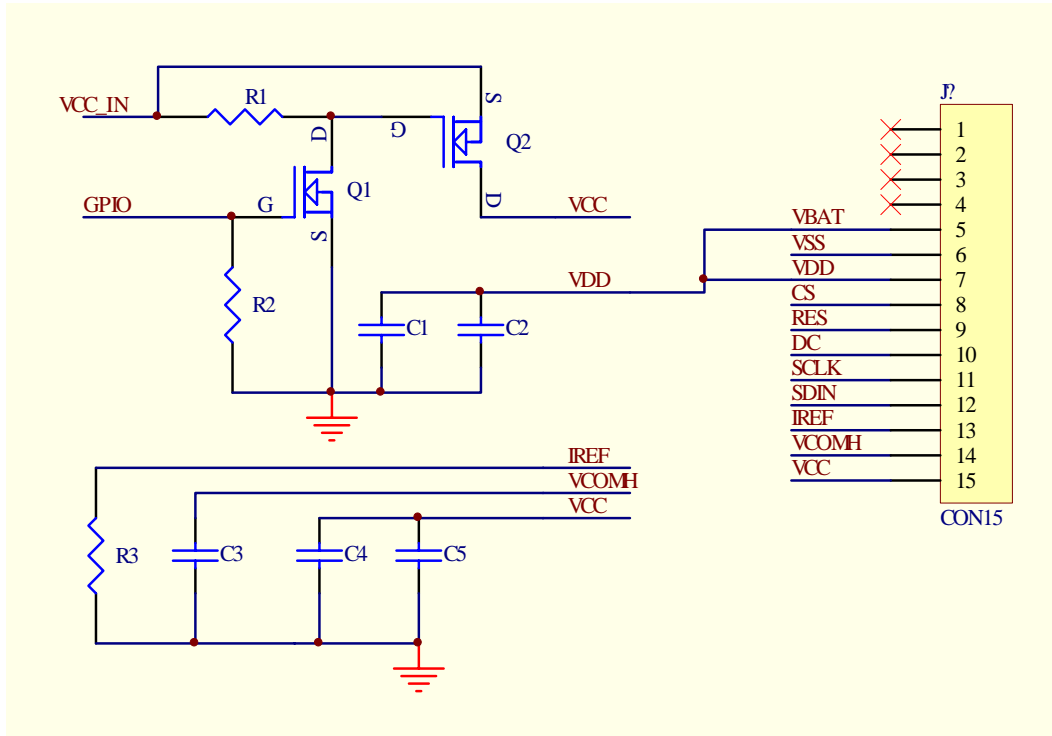 VCC_IN
R1
D
G
S
Q2
D
VCC
GPIO
G
Q1
S
R2
VDD
C1
C2
IREF
VCOMH
VCC
R3
C3
C4
C5
J?
1
2
3
4
VBAT 5
VSS 6
VDD 7
CS 8
RES 9
DC 10
SCLK 11
SDIN 12
IREF 13
VCOMH 14
VCC 15
CON15